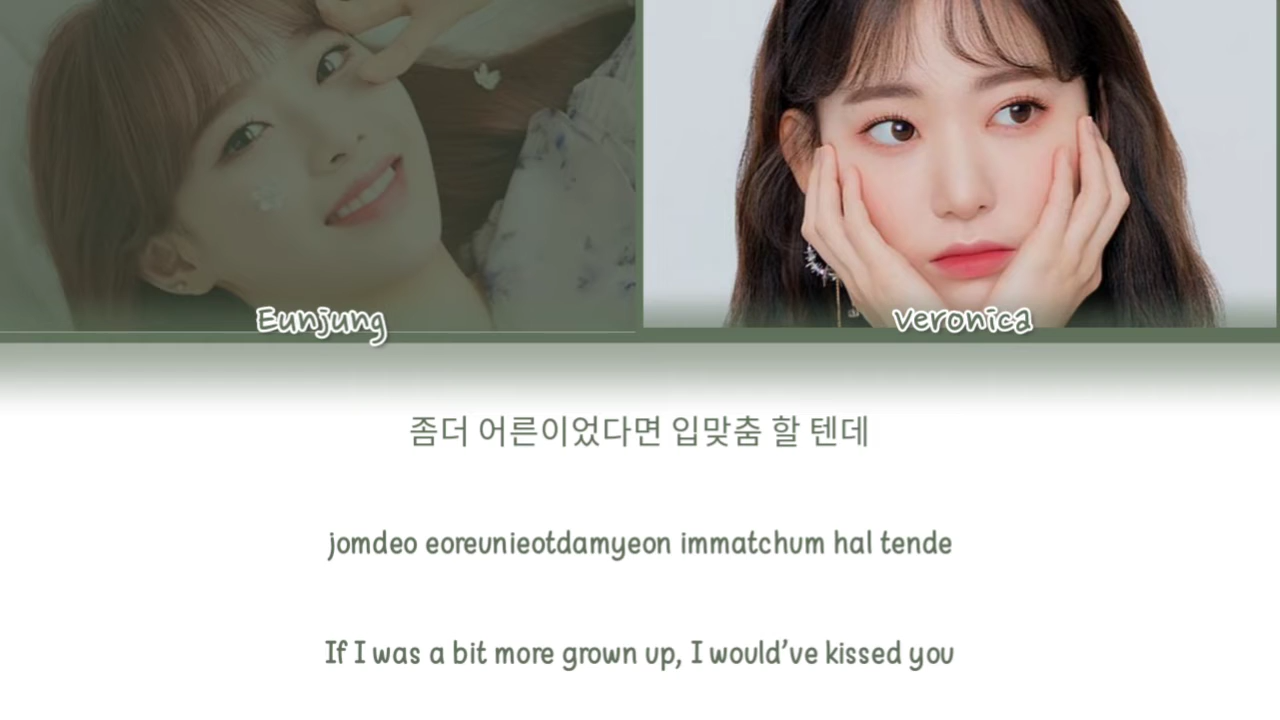 Eunjung
veronica
좀더 어른이었다면 입맞춤 할 텐데
jomdeo eoreunieotdamyeon immatchum hal tende
If I was a bit more grown up, I would’ve kissed you